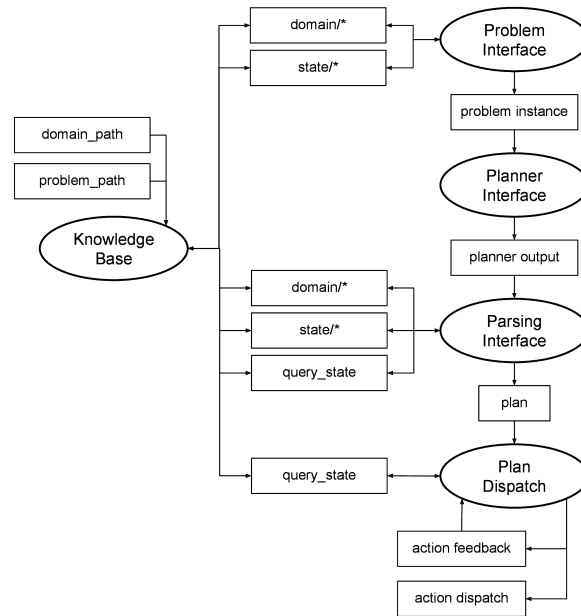 domain/*
Problem
Interface
state/*
problem instance
domain_path
problem_path
Planner
Interface
Knowledge
Base
planner output
domain/*
state/*
Parsing
Interface
query_state
plan
query_state
Plan
Dispatch
action feedback
action dispatch